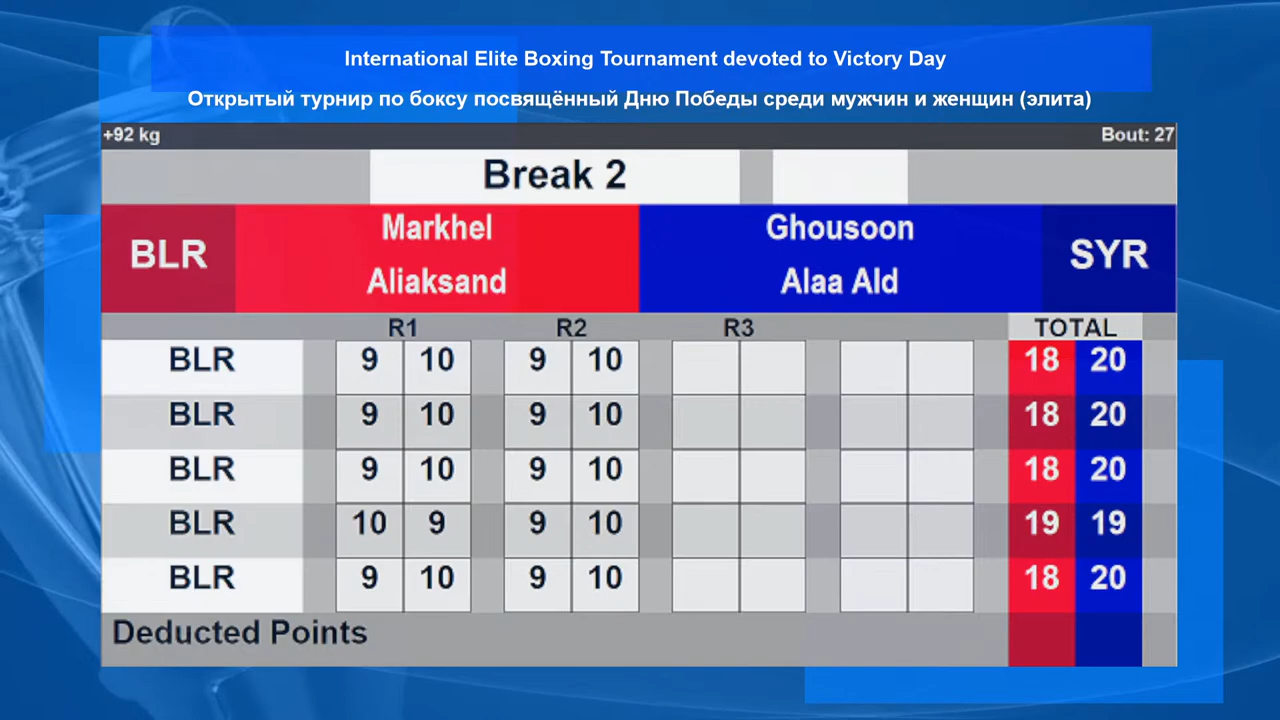 International Elite Boxing Tournament devoted to Victory Day
Открытый турнир по боксу посвящённый Дню Победы среди мужчин и женщин (элита)
+92 kg Bout: 27
Break 2
BLR Markhel Aliaksand Ghousoon Alaa Ald SYR
R1 R2 R3 TOTAL
BLR 9 10 9 10 18 20
BLR 9 10 9 10 18 20
BLR 9 10 9 10 18 20
BLR 10 9 9 10 19 19
BLR 9 10 9 10 18 20
Deducted Points